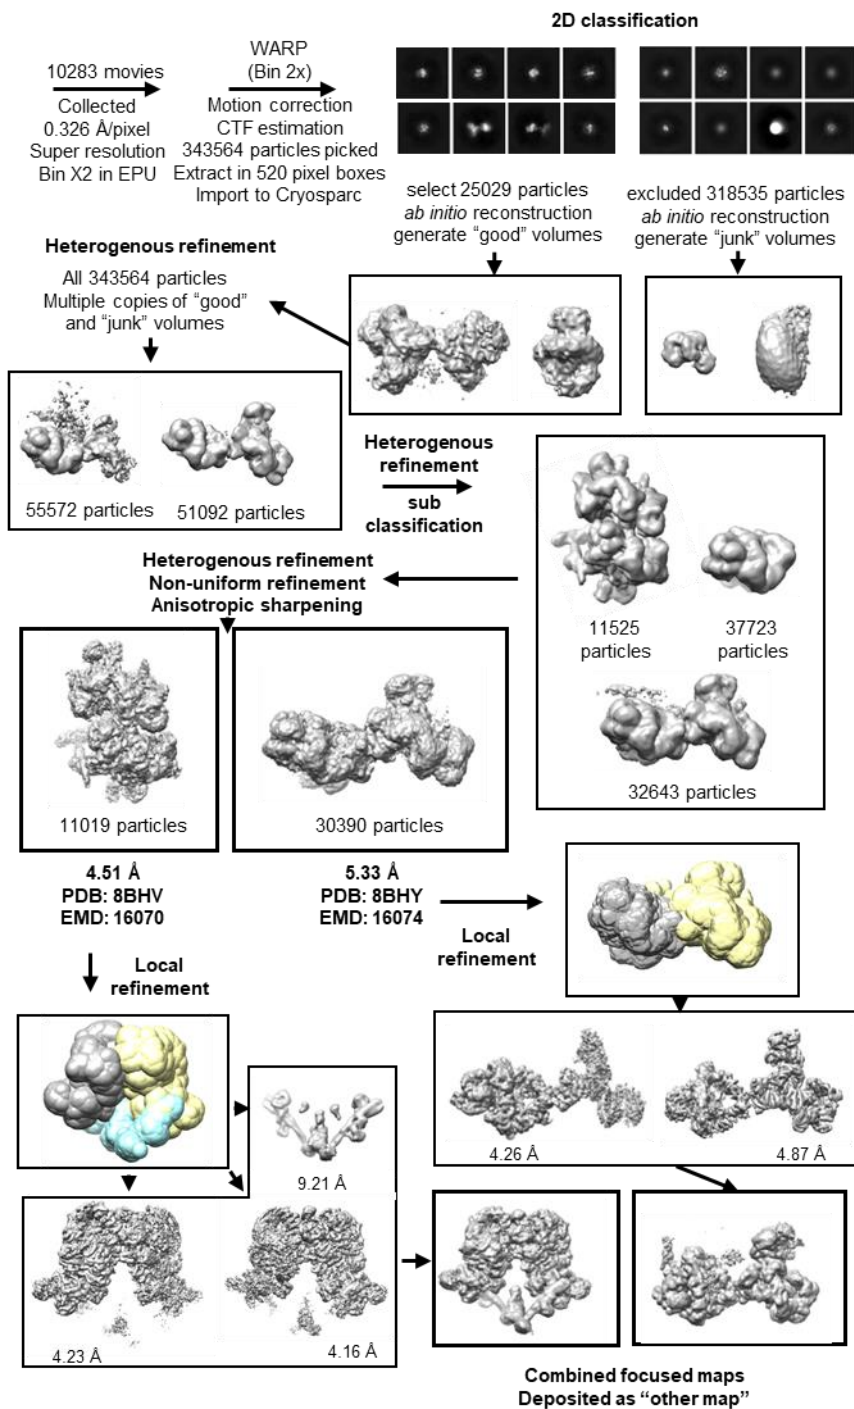 2D classification
10283 movies
Collected
0.326 Å/pixel
Super resolution
Bin X2 in EPU
WARP
(Bin 2x)
Motion correction
CTF estimation
343564 particles picked
Extract in 520 pixel boxes
Import to Cryosparc
select 25029 particles
ab initio reconstruction
generate “good” volumes
excluded 318535 particles
ab initio reconstruction
generate “junk” volumes
Heterogenous refinement
All 343564 particles
Multiple copies of “good”
and “junk” volumes
55572 particles
51092 particles
Heterogenous
refinement
sub
classification
11525
particles
37723
particles
32643 particles
Heterogenous refinement
Non-uniform refinement
Anisotropic sharpening
11019 particles
30390 particles
4.51 Å
PDB: 8BHV
EMD: 16070
5.33 Å
PDB: 8BHY
EMD: 16074
Local
refinement
Local
refinement
9.21 Å
4.26 Å
4.87 Å
4.23 Å
4.16 Å
Combined focused maps
Deposited as “other map”